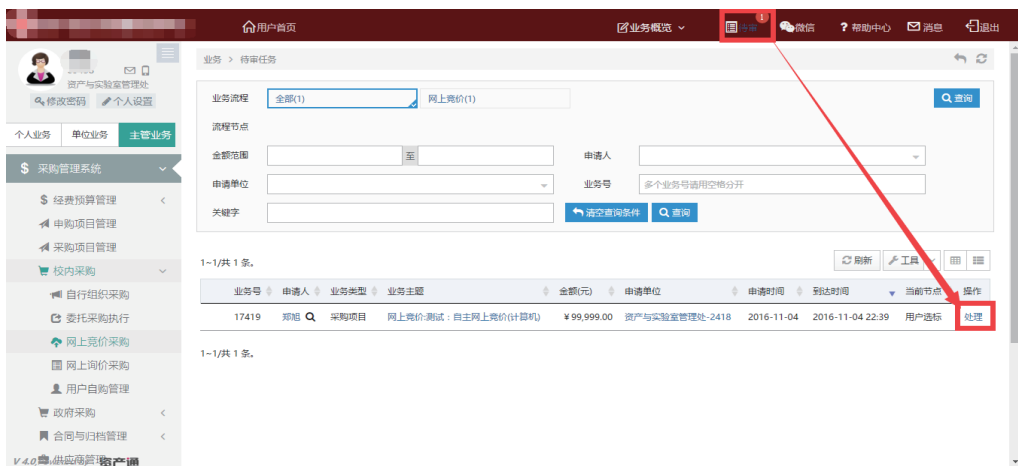 用户首页 业务概览 待审 1 微信 ? 帮助中心 消息 退出
资产与实验室管理处
修改密码 个人设置
个人业务 单位业务 主管业务
$ 采购管理系统
$ 经费预算管理
申购项目管理
采购项目管理
校内采购
自行组织采购
委托采购执行
网上竞价采购
网上询价采购
用户自购管理
政府采购
合同与归档管理
供应商管理
V 4.0, 资产通
业务 > 待审任务
业务流程 全部(1) 网上竞价(1) 查询
流程节点
金额范围 至 申请人
申请单位 业务号 多个业务号请用空格分开
关键字 清空查询条件 查询
1~1/共 1 条。 刷新 工具
业务号 申请人 业务类型 业务主题 金额(元) 申请单位 申请时间 到达时间 当前节点 操作
17419 郑旭 采购项目 网上竞价:测试：自主网上竞价(计算机) ¥ 99,999.00 资产与实验室管理处-2418 2016-11-04 2016-11-04 22:39 用户选标 处理
1~1/共 1 条。